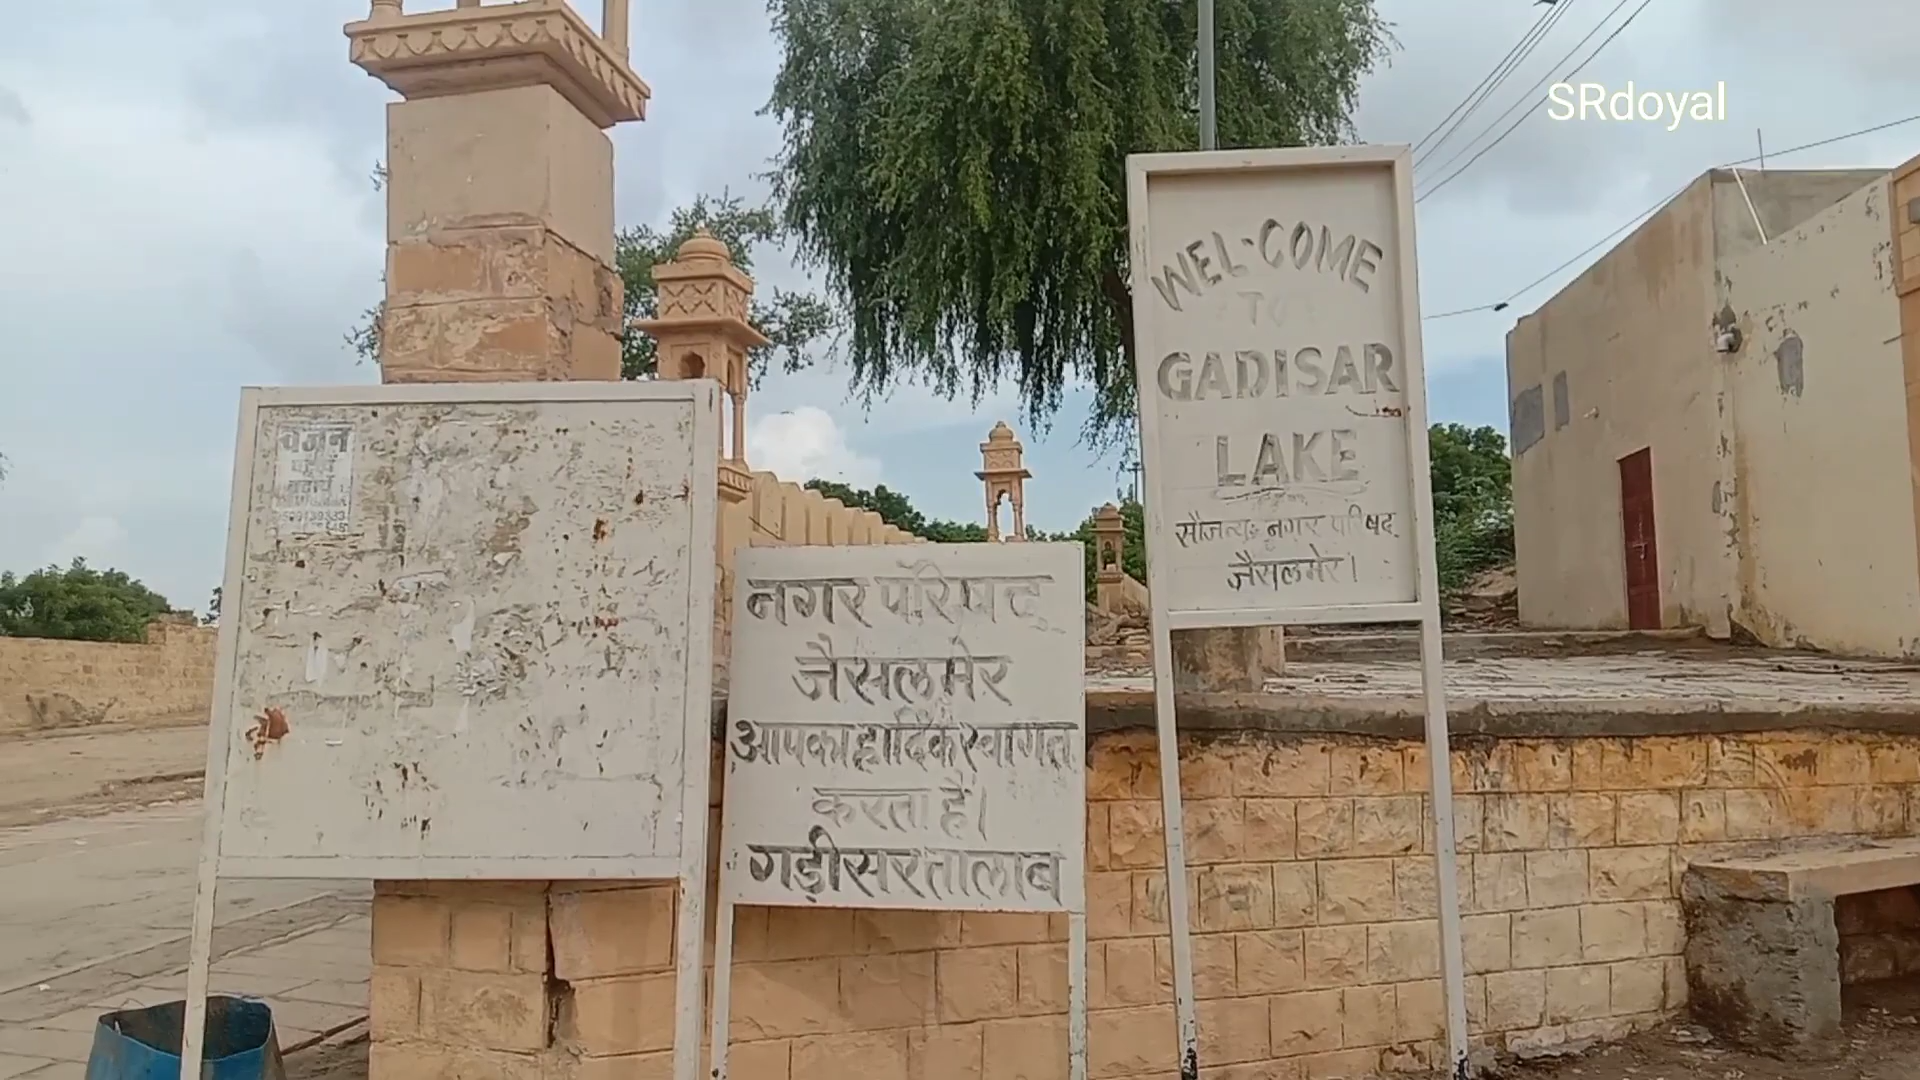 SRdoyal
WEL-COME
TO
GADISAR
LAKE
सौजन्य: नगर परिषद्
जैसलमेर।
नगर परिषद्
जैसलमेर
आपका हार्दिक स्वागत
करता है।
गड़ीसर तालाब
वजन